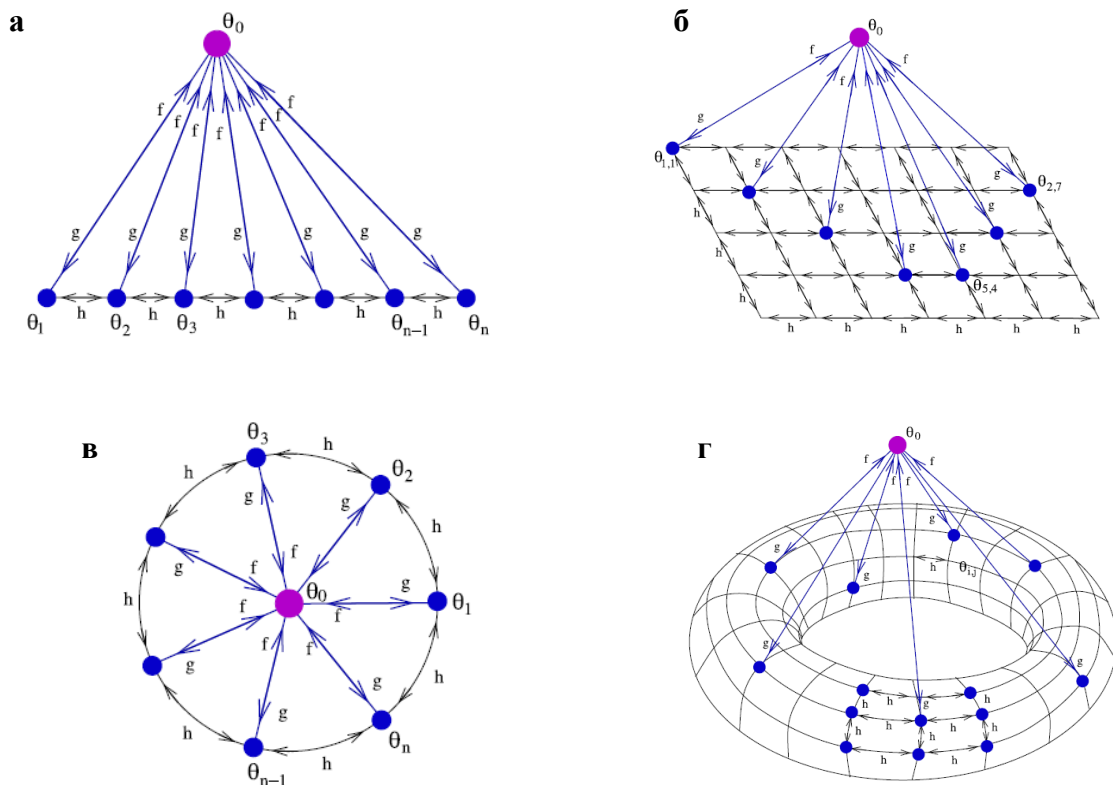 а
θ0
f f f f f f f
g g g g g g g
h h h h h h
θ1 θ2 θ3 θn−1 θn
б
θ0
f f f f
g
θ1,1
g g θ2,7
h g g
h
h θ5,4
h h h h h h
в
θ3 h θ2
h g g h
f
f θ0 g θ1
h f f
g f f h
g g
h h θn
θn−1
г
θ0
f f f f
g g
h θi,j
g
g g
g
h h h h
h h h
h h